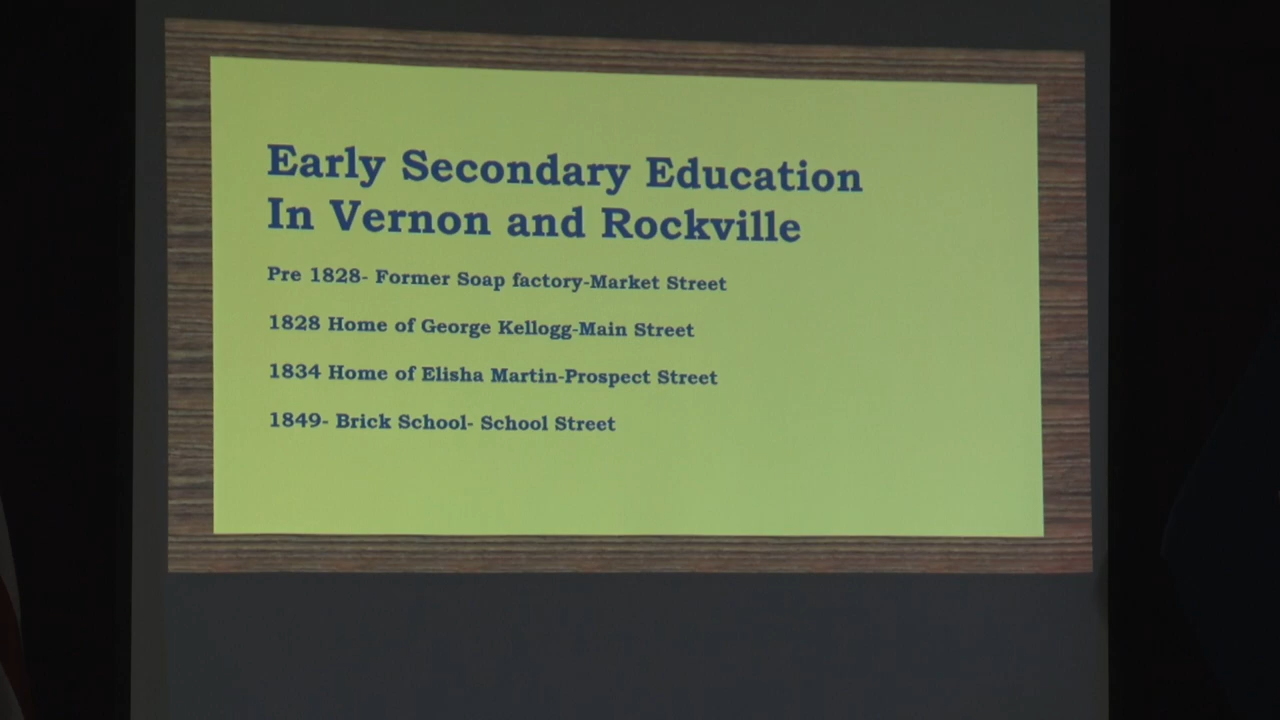 Early Secondary Education
In Vernon and Rockville
Pre 1828- Former Soap factory-Market Street
1828 Home of George Kellogg-Main Street
1834 Home of Elisha Martin-Prospect Street
1849- Brick School- School Street